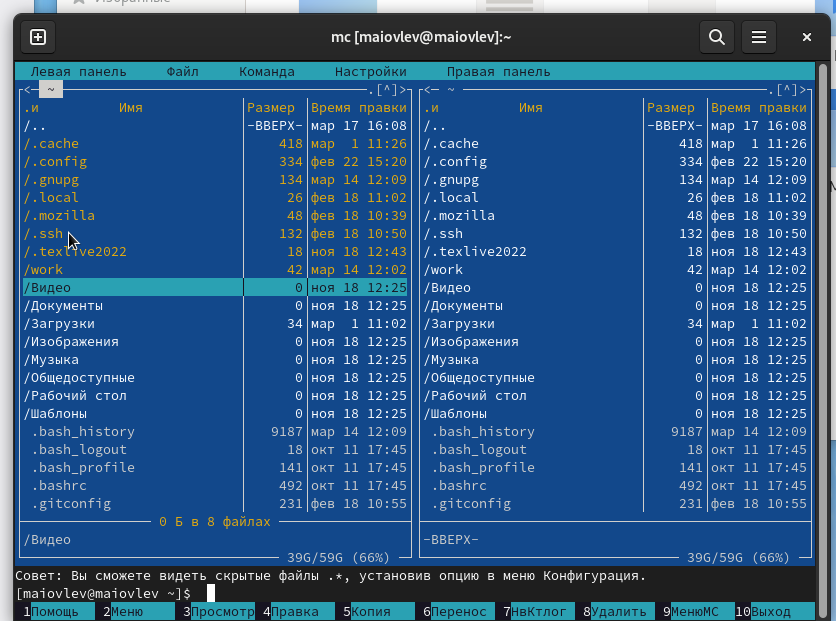 Избранные
mc [maiovlev@maiovlev]:~
Левая панель Файл Команда Настройки Правая панель
<─ ~ .[^]> <─ ~ .[^]>
.и Имя Размер Время правки .и Имя Размер Время правки
/.. -ВВЕРХ- мар 17 16:08 /.. -ВВЕРХ- мар 17 16:08
/.cache 418 мар 1 11:26 /.cache 418 мар 1 11:26
/.config 334 фев 22 15:20 /.config 334 фев 22 15:20
/.gnupg 134 мар 14 12:09 /.gnupg 134 мар 14 12:09
/.local 26 фев 18 11:02 /.local 26 фев 18 11:02
/.mozilla 48 фев 18 10:39 /.mozilla 48 фев 18 10:39
/.ssh 132 фев 18 10:50 /.ssh 132 фев 18 10:50
/.texlive2022 18 ноя 18 12:43 /.texlive2022 18 ноя 18 12:43
/work 42 мар 14 12:02 /work 42 мар 14 12:02
/Видео 0 ноя 18 12:25 /Видео 0 ноя 18 12:25
/Документы 0 ноя 18 12:25 /Документы 0 ноя 18 12:25
/Загрузки 34 мар 1 11:02 /Загрузки 34 мар 1 11:02
/Изображения 0 ноя 18 12:25 /Изображения 0 ноя 18 12:25
/Музыка 0 ноя 18 12:25 /Музыка 0 ноя 18 12:25
/Общедоступные 0 ноя 18 12:25 /Общедоступные 0 ноя 18 12:25
/Рабочий стол 0 ноя 18 12:25 /Рабочий стол 0 ноя 18 12:25
/Шаблоны 0 ноя 18 12:25 /Шаблоны 0 ноя 18 12:25
.bash_history 9187 мар 14 12:09 .bash_history 9187 мар 14 12:09
.bash_logout 18 окт 11 17:45 .bash_logout 18 окт 11 17:45
.bash_profile 141 окт 11 17:45 .bash_profile 141 окт 11 17:45
.bashrc 492 окт 11 17:45 .bashrc 492 окт 11 17:45
.gitconfig 231 фев 18 10:55 .gitconfig 231 фев 18 10:55
0 Б в 8 файлах
/Видео -ВВЕРХ-
39G/59G (66%) 39G/59G (66%)
Совет: Вы сможете видеть скрытые файлы .*, установив опцию в меню Конфигурация.
[maiovlev@maiovlev ~]$
1Помощь 2Меню 3Просмотр 4Правка 5Копия 6Перенос 7НвКтлог 8Удалить 9МенюМС 10Выход